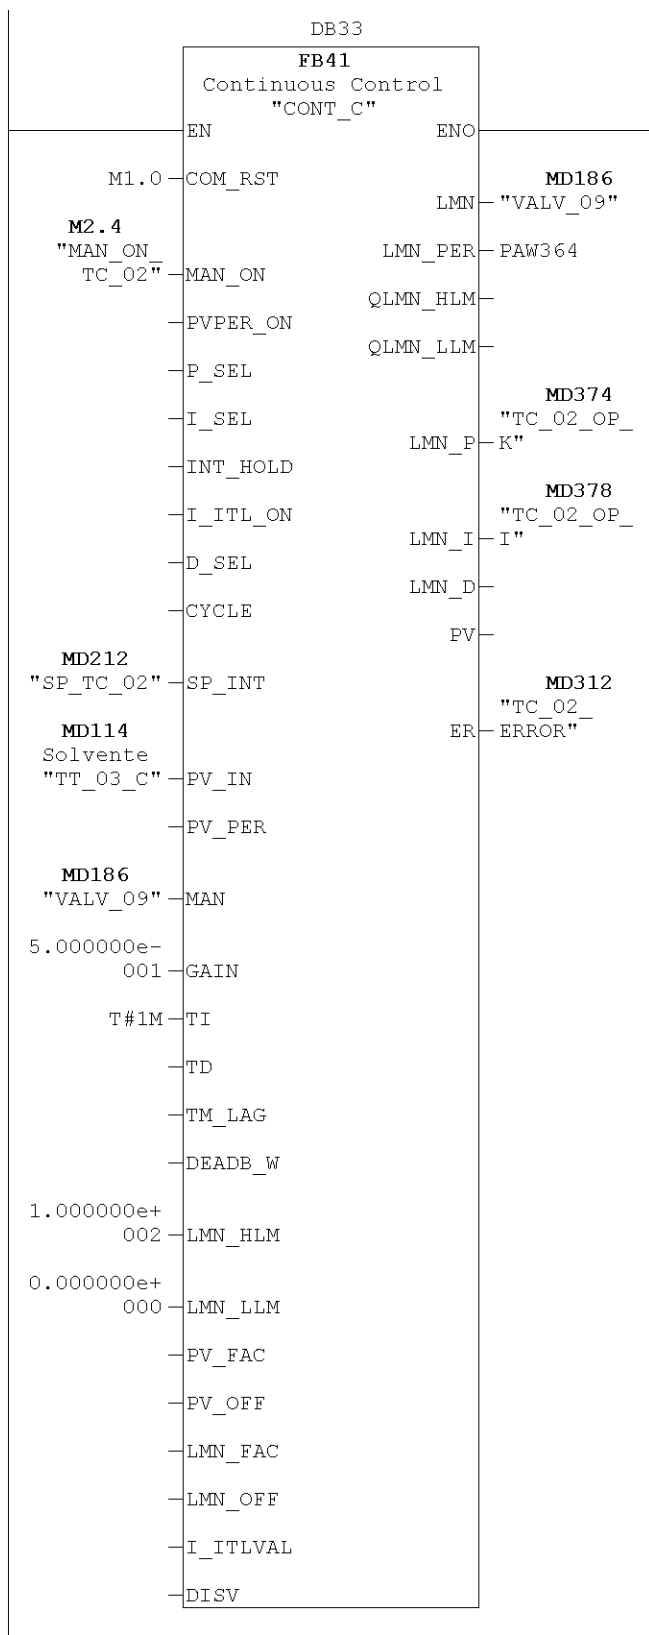 DB33
FB41
Continuous Control
"CONT_C"
EN ENO
M1.0 COM_RST
MD186
LMN "VALV_09"
M2.4
"MAN_ON_
TC_02" MAN_ON
LMN_PER PAW364
QLMN_HLM
PVPER_ON
QLMN_LLM
P_SEL
MD374
"TC_02_OP_
LMN_P K"
I_SEL
INT_HOLD
MD378
"TC_02_OP_
LMN_I I"
I_ITL_ON
D_SEL
LMN_D
CYCLE
PV
MD212
"SP_TC_02" SP_INT
MD312
"TC_02_
ER ERROR"
MD114
Solvente
"TT_03_C" PV_IN
PV_PER
MD186
"VALV_09" MAN
5.000000e-
001 GAIN
T#1M TI
TD
TM_LAG
DEADB_W
1.000000e+
002 LMN_HLM
0.000000e+
000 LMN_LLM
PV_FAC
PV_OFF
LMN_FAC
LMN_OFF
I_ITLVAL
DISV